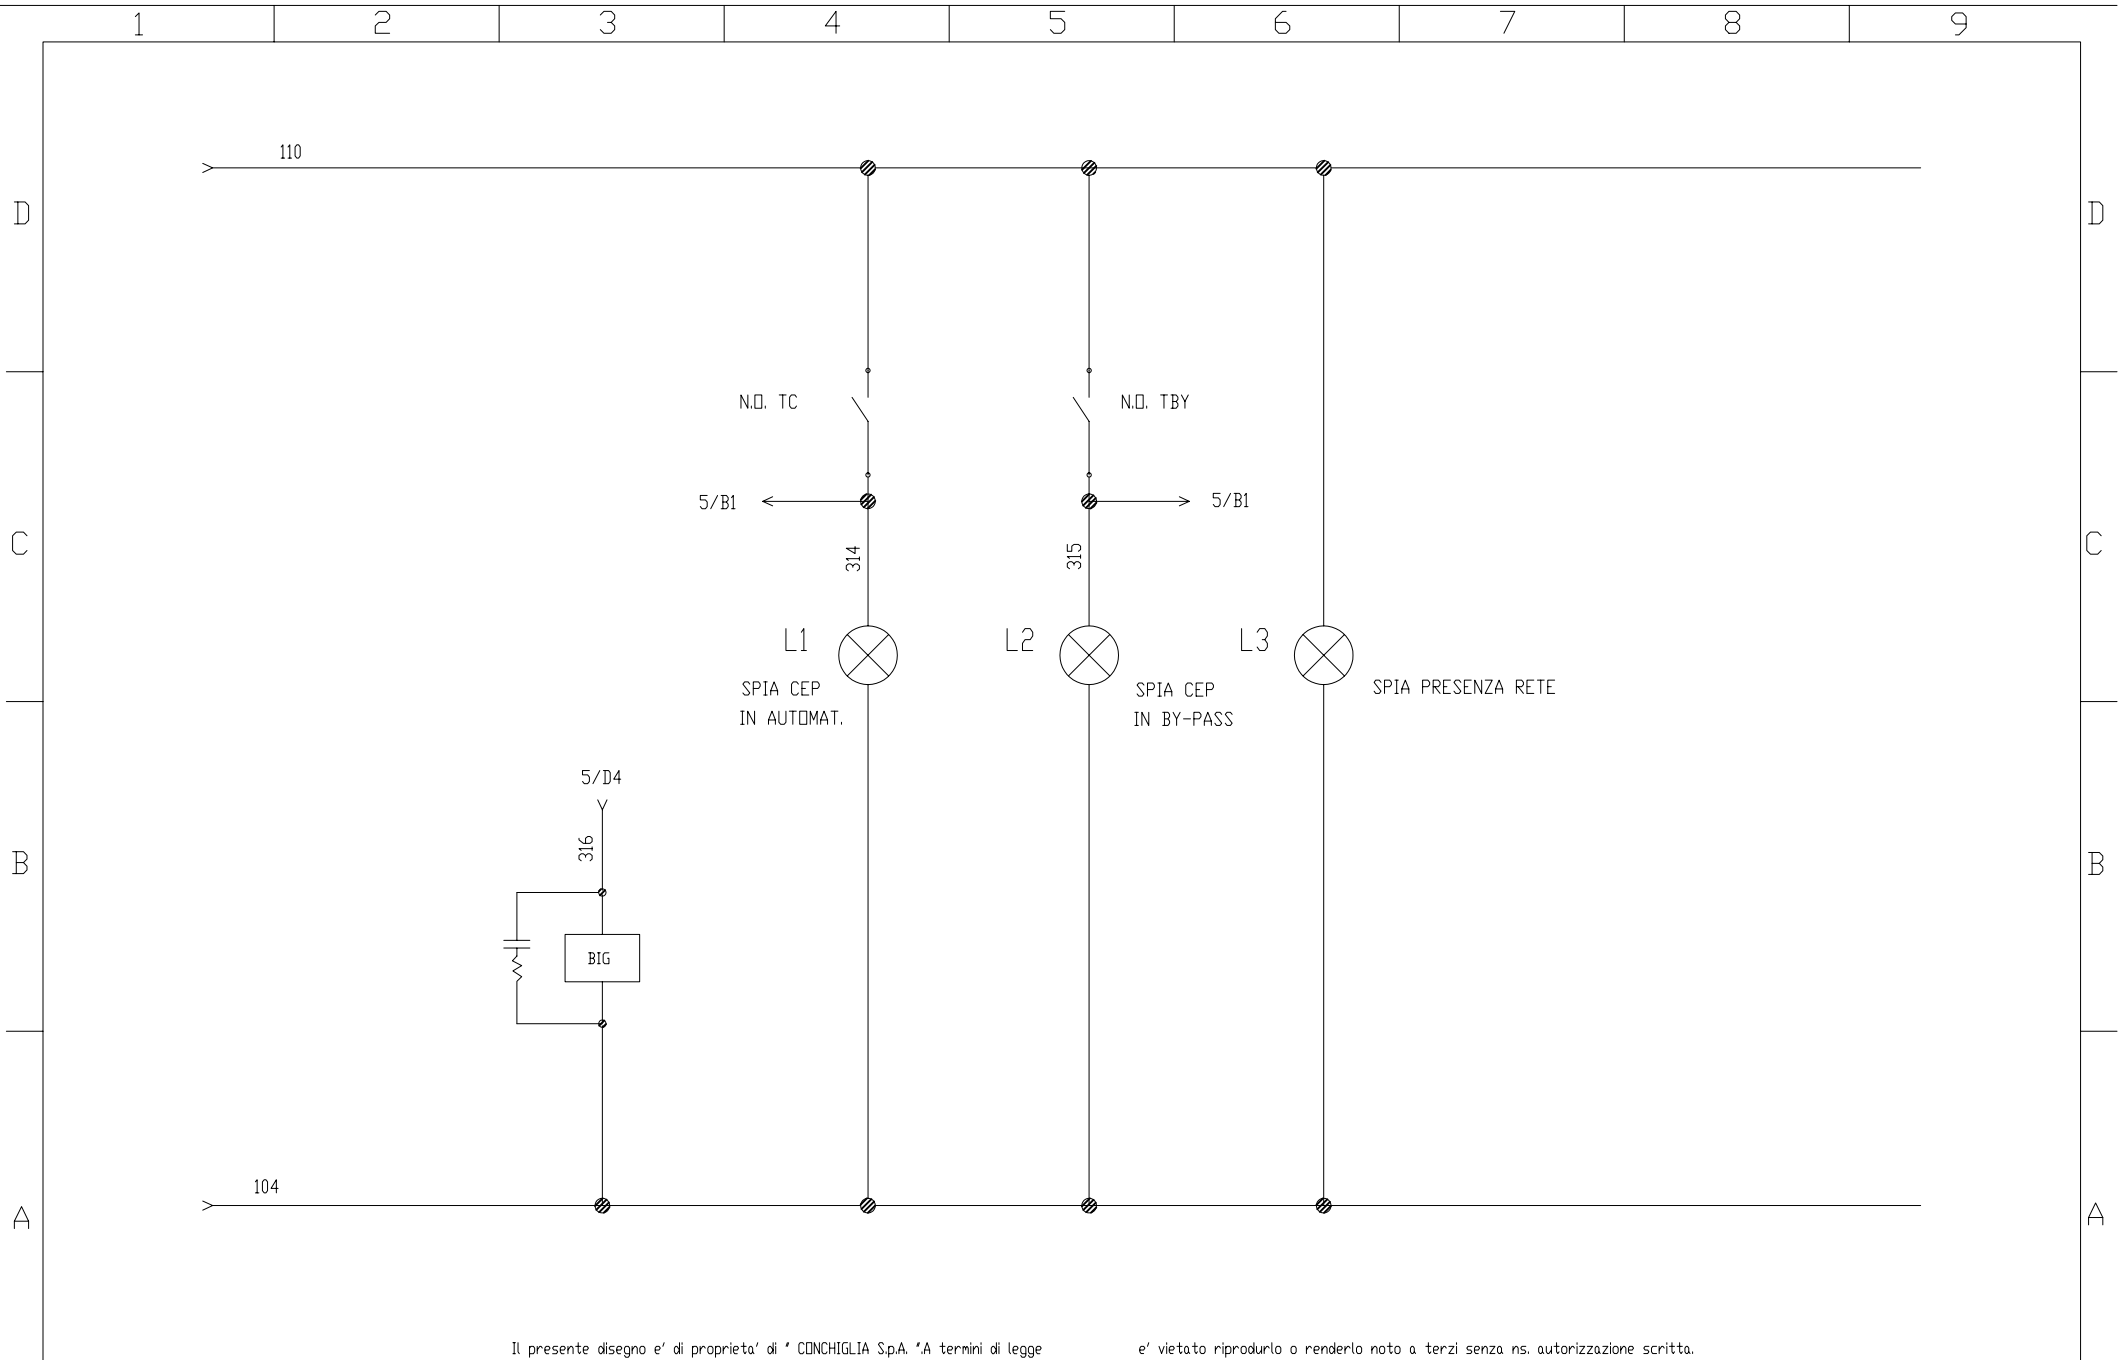 1 2 3 4 5 6 7 8 9
110
D D
N.O. TC N.O. TBY
5/B1 5/B1
C C
314 315
L1 L2 L3
SPIA CEP
IN AUTOMAT.
SPIA CEP
IN BY-PASS
SPIA PRESENZA RETE
5/D4
316
B B
BIG
104
A A
Il presente disegno e' di proprieta' di " CONCHIGLIA S.p.A. ".A termini di legge e' vietato riprodurlo o renderlo noto a terzi senza ns. autorizzazione scritta.